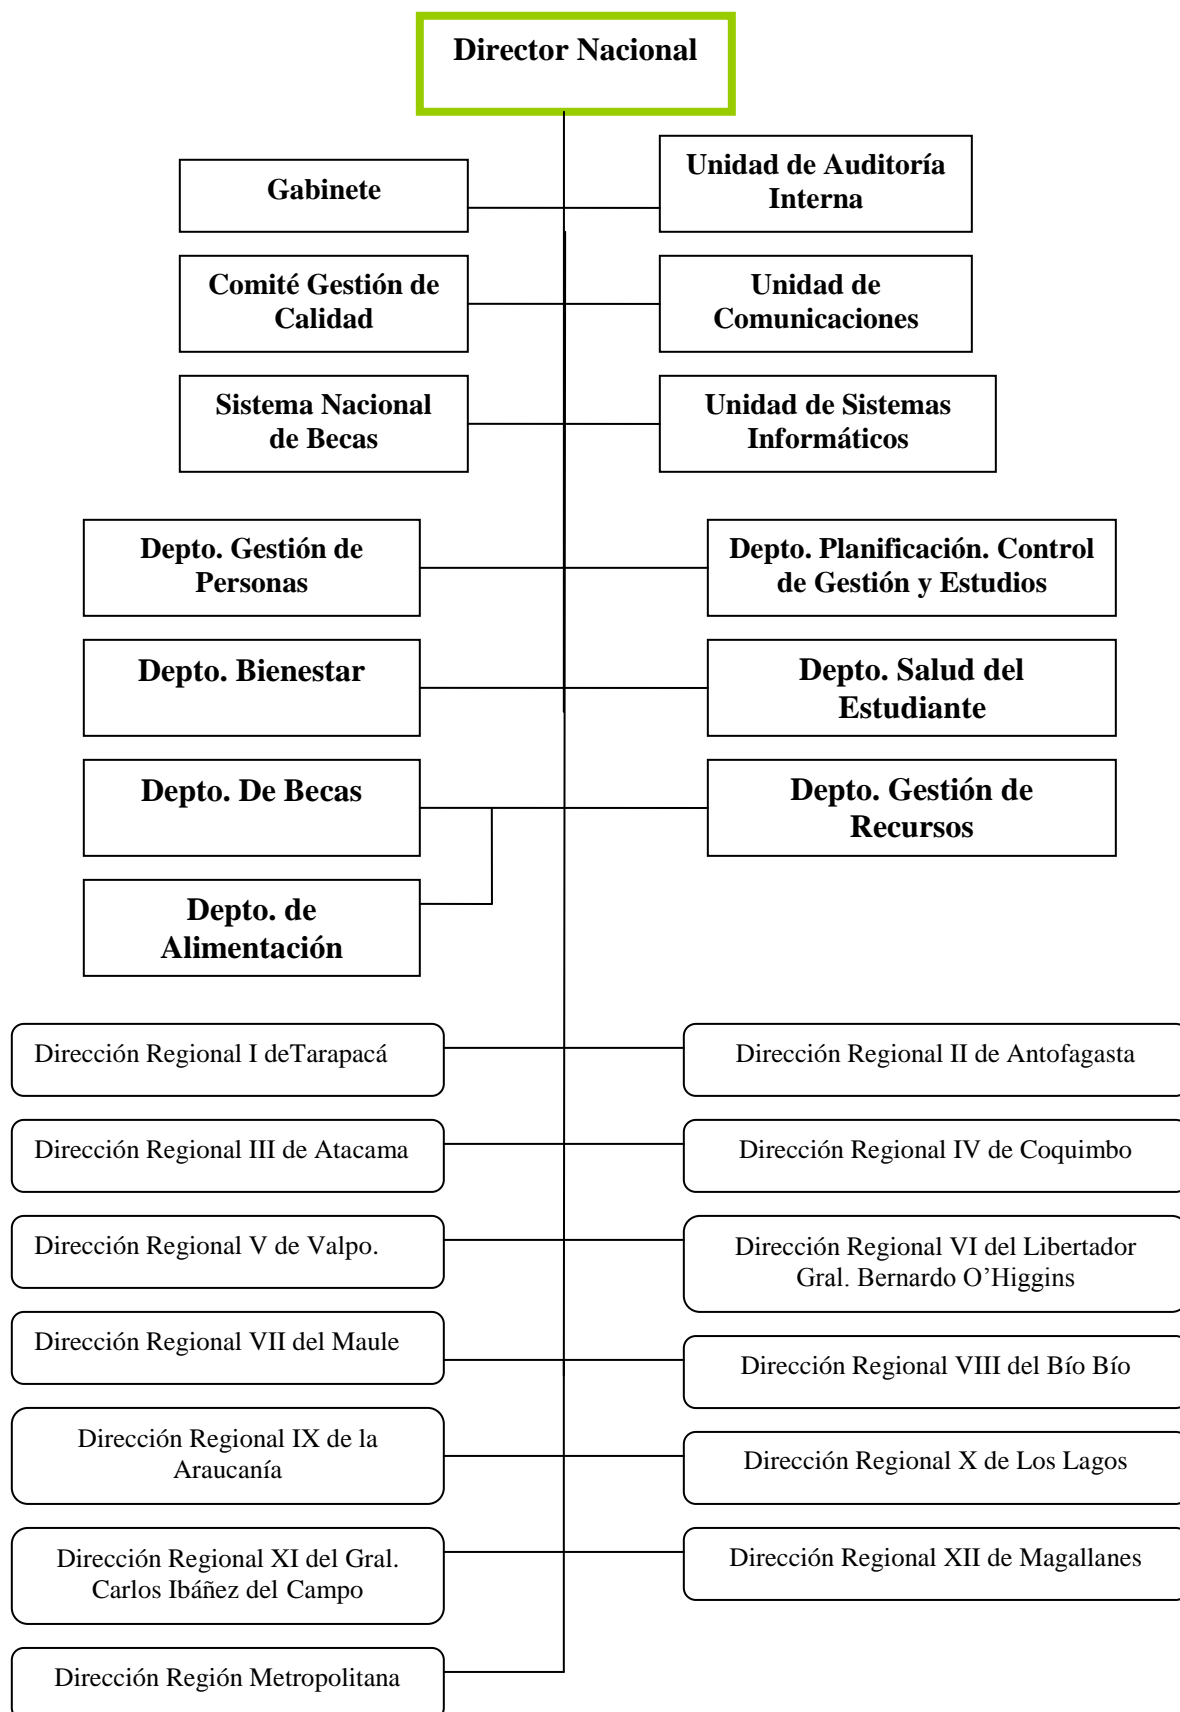 Director Nacional
Gabinete
Unidad de Auditoría
Interna
Comité Gestión de
Calidad
Unidad de
Comunicaciones
Sistema Nacional
de Becas
Unidad de Sistemas
Informáticos
Depto. Gestión de
Personas
Depto. Planificación. Control
de Gestión y Estudios
Depto. Bienestar
Depto. Salud del
Estudiante
Depto. De Becas
Depto. Gestión de
Recursos
Depto. de
Alimentación
Dirección Regional I deTarapacá
Dirección Regional II de Antofagasta
Dirección Regional III de Atacama
Dirección Regional IV de Coquimbo
Dirección Regional V de Valpo.
Dirección Regional VI del Libertador
Gral. Bernardo O’Higgins
Dirección Regional VII del Maule
Dirección Regional VIII del Bío Bío
Dirección Regional IX de la
Araucanía
Dirección Regional X de Los Lagos
Dirección Regional XI del Gral.
Carlos Ibáñez del Campo
Dirección Regional XII de Magallanes
Dirección Región Metropolitana